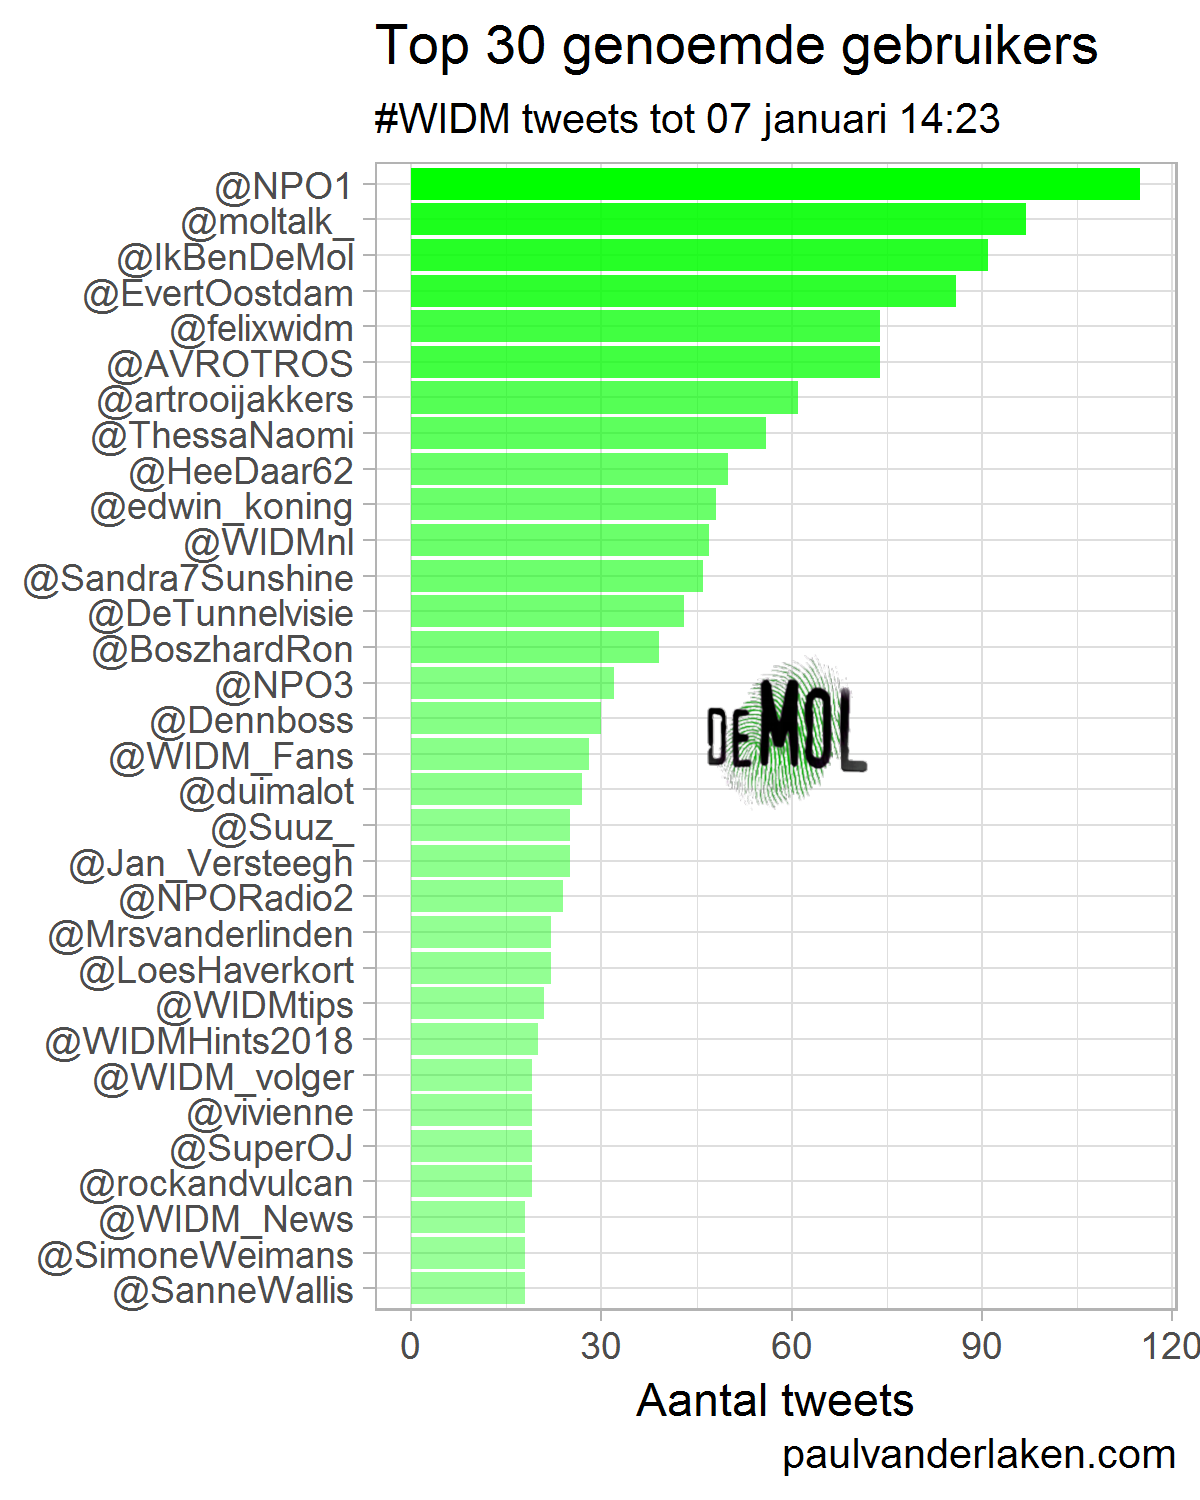 Top 30 genoemde gebruikers
#WIDM tweets tot 07 januari 14:23
@NPO1
@moltalk_
@IkBenDeMol
@EvertOostdam
@felixwidm
@AVROTROS
@artrooijakkers
@ThessaNaomi
@HeeDaar62
@edwin_koning
@WIDMnl
@Sandra7Sunshine
@DeTunnelvisie
@BoszhardRon
@NPO3
@Dennboss
@WIDM_Fans
@duimalot
@Suuz_
@Jan_Versteegh
@NPORadio2
@Mrsvanderlinden
@LoesHaverkort
@WIDMtips
@WIDMHints2018
@WIDM_volger
@vivienne
@SuperOJ
@rockandvulcan
@WIDM_News
@SimoneWeimans
@SanneWallis
DEMOL
0 30 60 90 120
Aantal tweets
paulvanderlaken.com